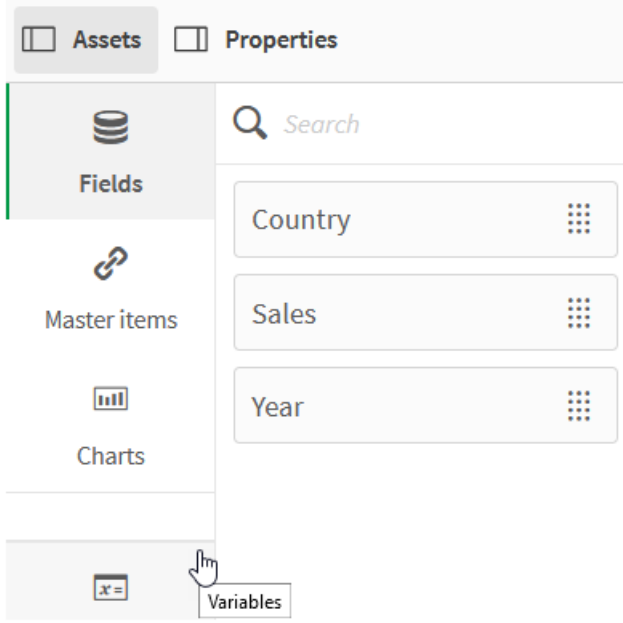 Assets Properties
Fields
Search
Country
Master items
Sales
Year
Charts
x=
Variables